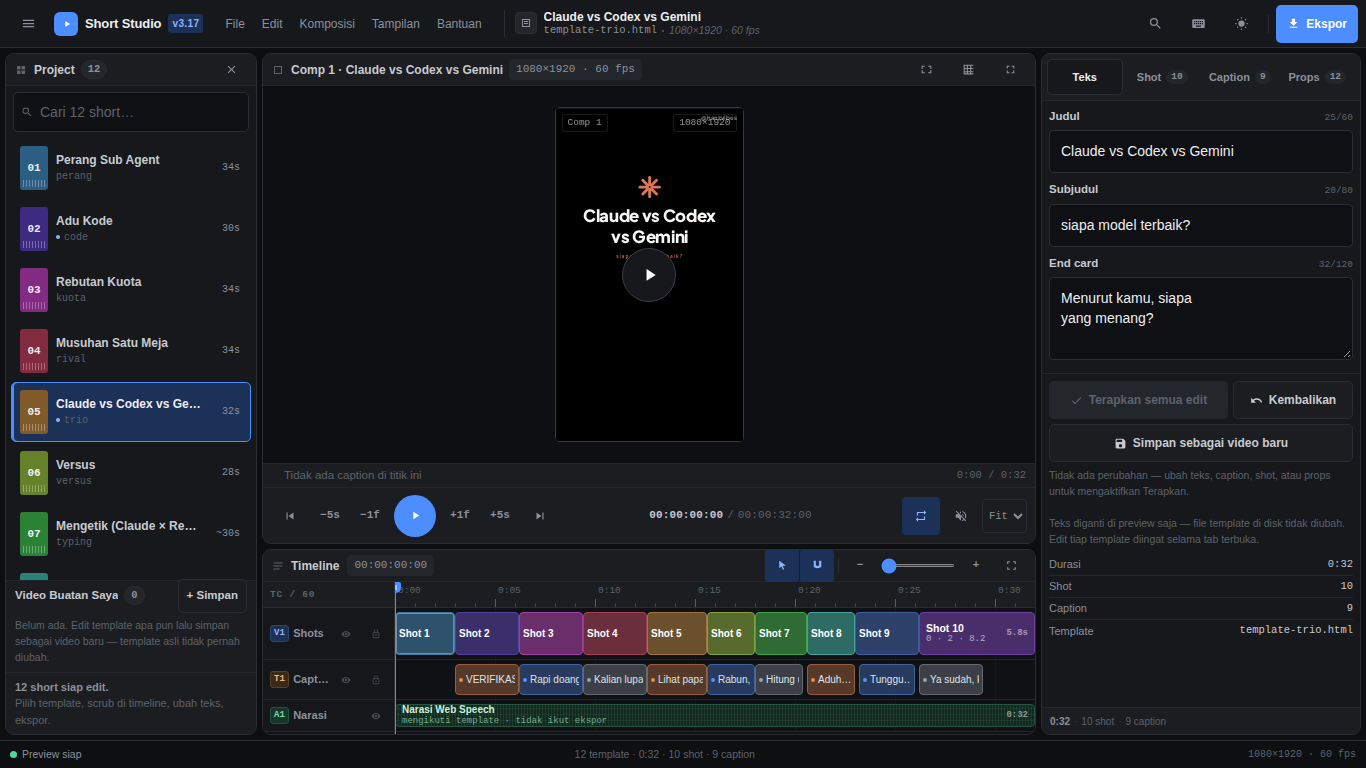 Short Studio v3.17 File Edit Komposisi Tampilan Bantuan
Claude vs Codex vs Gemini
template-trio.html · 1080×1920 · 60 fps
Ekspor
Project 12
Cari 12 short…
01 Perang Sub Agent 34s
perang
02 Adu Kode 30s
code
03 Rebutan Kuota 34s
kuota
04 Musuhan Satu Meja 34s
rival
05 Claude vs Codex vs Ge… 32s
trio
06 Versus 28s
versus
07 Mengetik (Claude × Re… ~30s
typing
Video Buatan Saya 0 + Simpan
Belum ada. Edit template apa pun lalu simpan
sebagai video baru — template asli tidak pernah
diubah.
12 short siap edit.
Pilih template, scrub di timeline, ubah teks,
ekspor.
Comp 1 · Claude vs Codex vs Gemini 1080×1920 · 60 fps
Comp 1 1080×1920
Claude vs Codex
vs Gemini
Tidak ada caption di titik ini 0:00 / 0:32
−5s −1f +1f +5s 00:00:00:00 / 00:00:32:00 Fit
Timeline 00:00:00:00 − +
TC / 60 0:00 0:05 0:10 0:15 0:20 0:25 0:30
V1 Shots Shot 1 Shot 2 Shot 3 Shot 4 Shot 5 Shot 6 Shot 7 Shot 8 Shot 9 Shot 10 5.8s
0 · 2 · 8.2
T1 Capt… VERIFIKAS Rapi doang Kalian lupa Lihat papa Rabun, Hitung Aduh… Tunggu… Ya sudah,
A1 Narasi Narasi Web Speech 0:32
mengikuti template · tidak ikut ekspor
Teks Shot 10 Caption 9 Props 12
Judul 25/60
Claude vs Codex vs Gemini
Subjudul 20/80
siapa model terbaik?
End card 32/120
Menurut kamu, siapa
yang menang?
Terapkan semua edit Kembalikan
Simpan sebagai video baru
Tidak ada perubahan — ubah teks, caption, shot, atau props
untuk mengaktifkan Terapkan.
Teks diganti di preview saja — file template di disk tidak diubah.
Edit tiap template diingat selama tab terbuka.
Durasi 0:32
Shot 10
Caption 9
Template template-trio.html
0:32 · 10 shot · 9 caption
Preview siap 12 template · 0:32 · 10 shot · 9 caption 1080×1920 · 60 fps